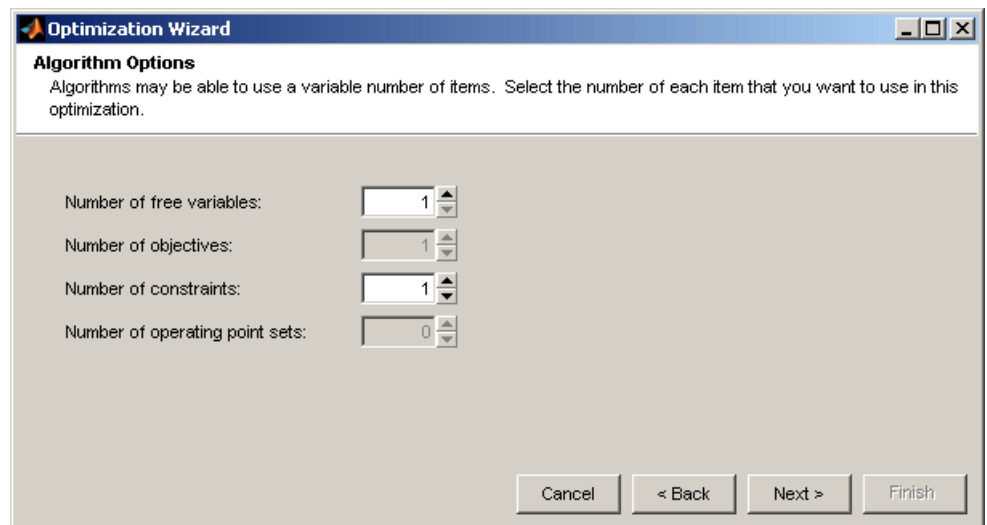 Optimization Wizard
Algorithm Options
Algorithms may be able to use a variable number of items. Select the number of each item that you want to use in this
optimization.
Number of free variables: 1
Number of objectives: 1
Number of constraints: 1
Number of operating point sets: 0
Cancel < Back Next > Finish